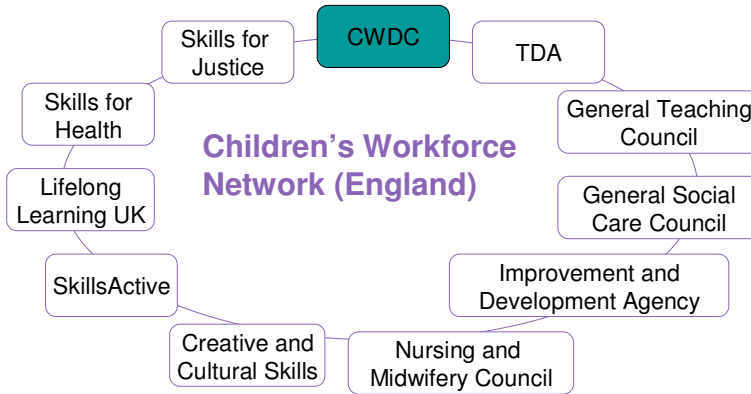 CWDC
TDA
General Teaching
Council
General Social
Care Council
Improvement and
Development Agency
Nursing and
Midwifery Council
Creative and
Cultural Skills
SkillsActive
Lifelong
Learning UK
Skills for
Health
Skills for
Justice
Children’s Workforce
Network (England)